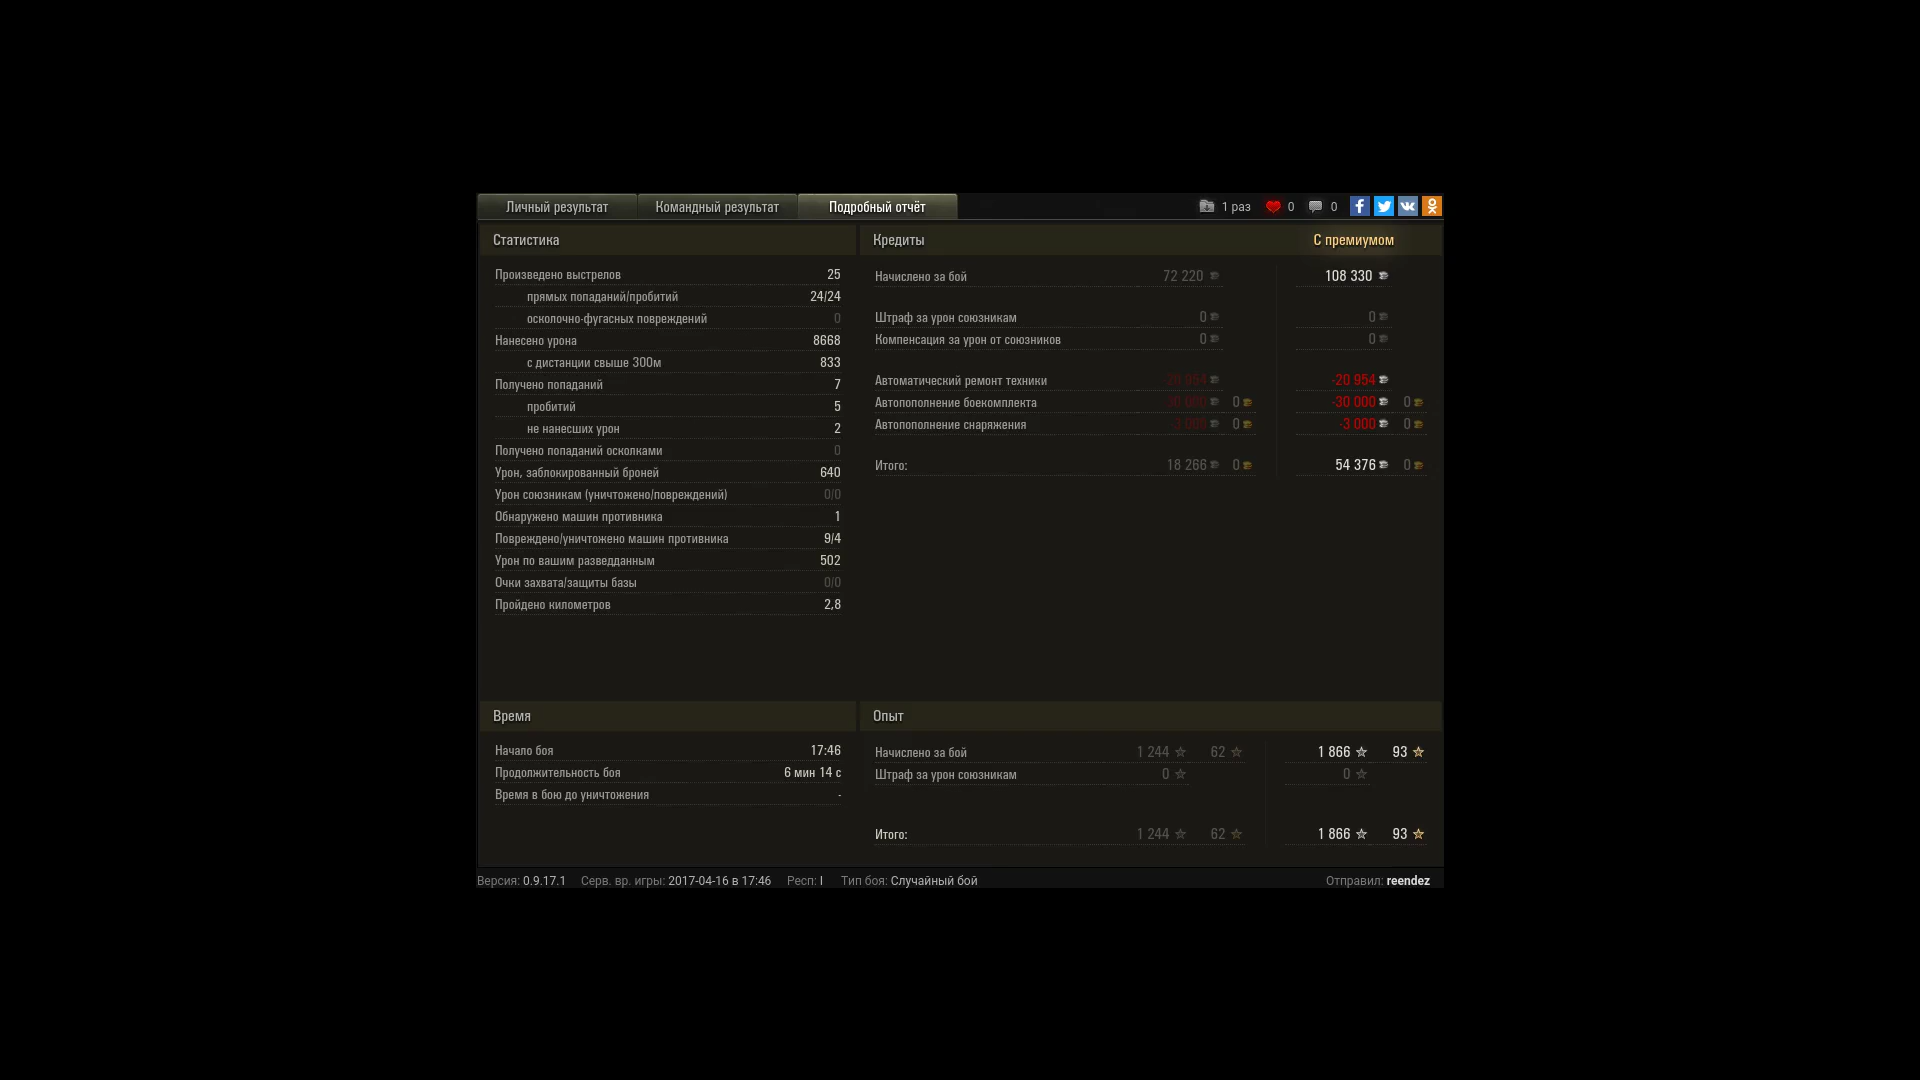 Личный результат Командный результат Подробный отчёт 1 раз 0 0
Статистика
Произведено выстрелов 25
прямых попаданий/пробитий 24/24
осколочно-фугасных повреждений 0
Нанесено урона 8668
с дистанции свыше 300м 833
Получено попаданий 7
пробитий 5
не нанесших урон 2
Получено попаданий осколками 0
Урон, заблокированный броней 640
Урон союзникам (уничтожено/повреждений) 0/0
Обнаружено машин противника 1
Повреждено/уничтожено машин противника 9/4
Урон по вашим разведданным 502
Очки захвата/защиты базы 0/0
Пройдено километров 2,8
Кредиты С премиумом
Начислено за бой 72 220 108 330
Штраф за урон союзникам 0 0
Компенсация за урон от союзников 0 0
Автоматический ремонт техники -20 954 -20 954
Автопополнение боекомплекта -30 000 0 -30 000 0
Автопополнение снаряжения -3 000 0 -3 000 0
Итого: 18 266 0 54 376 0
Время
Начало боя 17:46
Продолжительность боя 6 мин 14 с
Время в бою до уничтожения -
Опыт
Начислено за бой 1 244 62 1 866 93
Штраф за урон союзникам 0 0
Итого: 1 244 62 1 866 93
Версия: 0.9.17.1 Серв. вр. игры: 2017-04-16 в 17:46 Респ: I Тип боя: Случайный бой Отправил: reendez